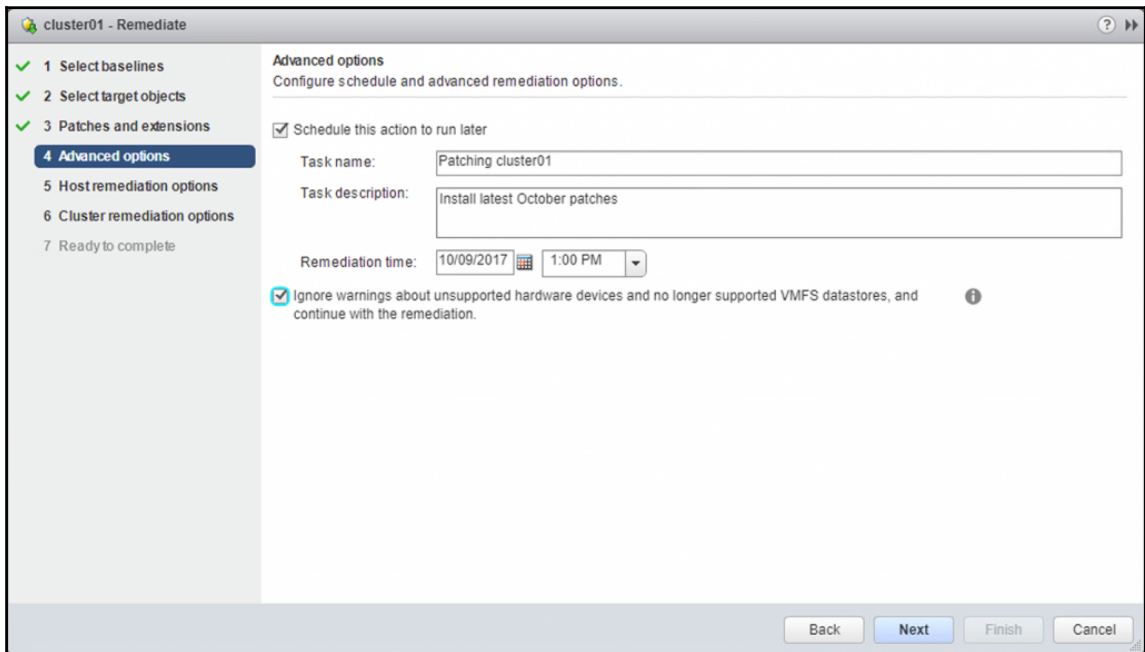 cluster01 - Remediate
1 Select baselines
2 Select target objects
3 Patches and extensions
4 Advanced options
5 Host remediation options
6 Cluster remediation options
7 Ready to complete
Advanced options
Configure schedule and advanced remediation options.
Schedule this action to run later
Task name: Patching cluster01
Task description: Install latest October patches
Remediation time: 10/09/2017 1:00 PM
Ignore warnings about unsupported hardware devices and no longer supported VMFS datastores, and
continue with the remediation.
Back Next Finish Cancel